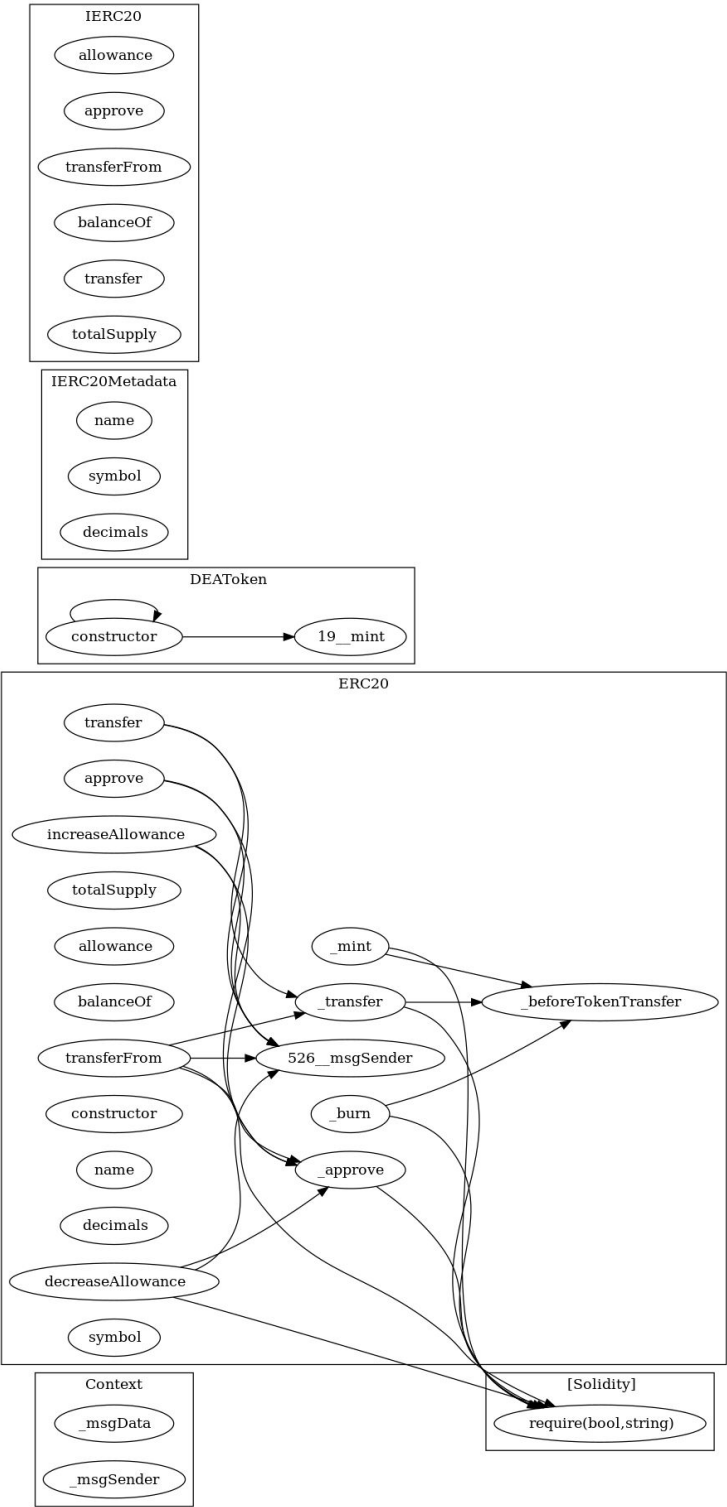 IERC20
allowance
approve
transferFrom
balanceOf
transfer
totalSupply
IERC20Metadata
name
symbol
decimals
DEAToken
constructor
19__mint
ERC20
transfer
approve
increaseAllowance
totalSupply
allowance
_mint
balanceOf
_transfer
_beforeTokenTransfer
transferFrom
526__msgSender
constructor
_burn
name
_approve
decimals
decreaseAllowance
symbol
Context
[Solidity]
_msgData
require(bool,string)
_msgSender